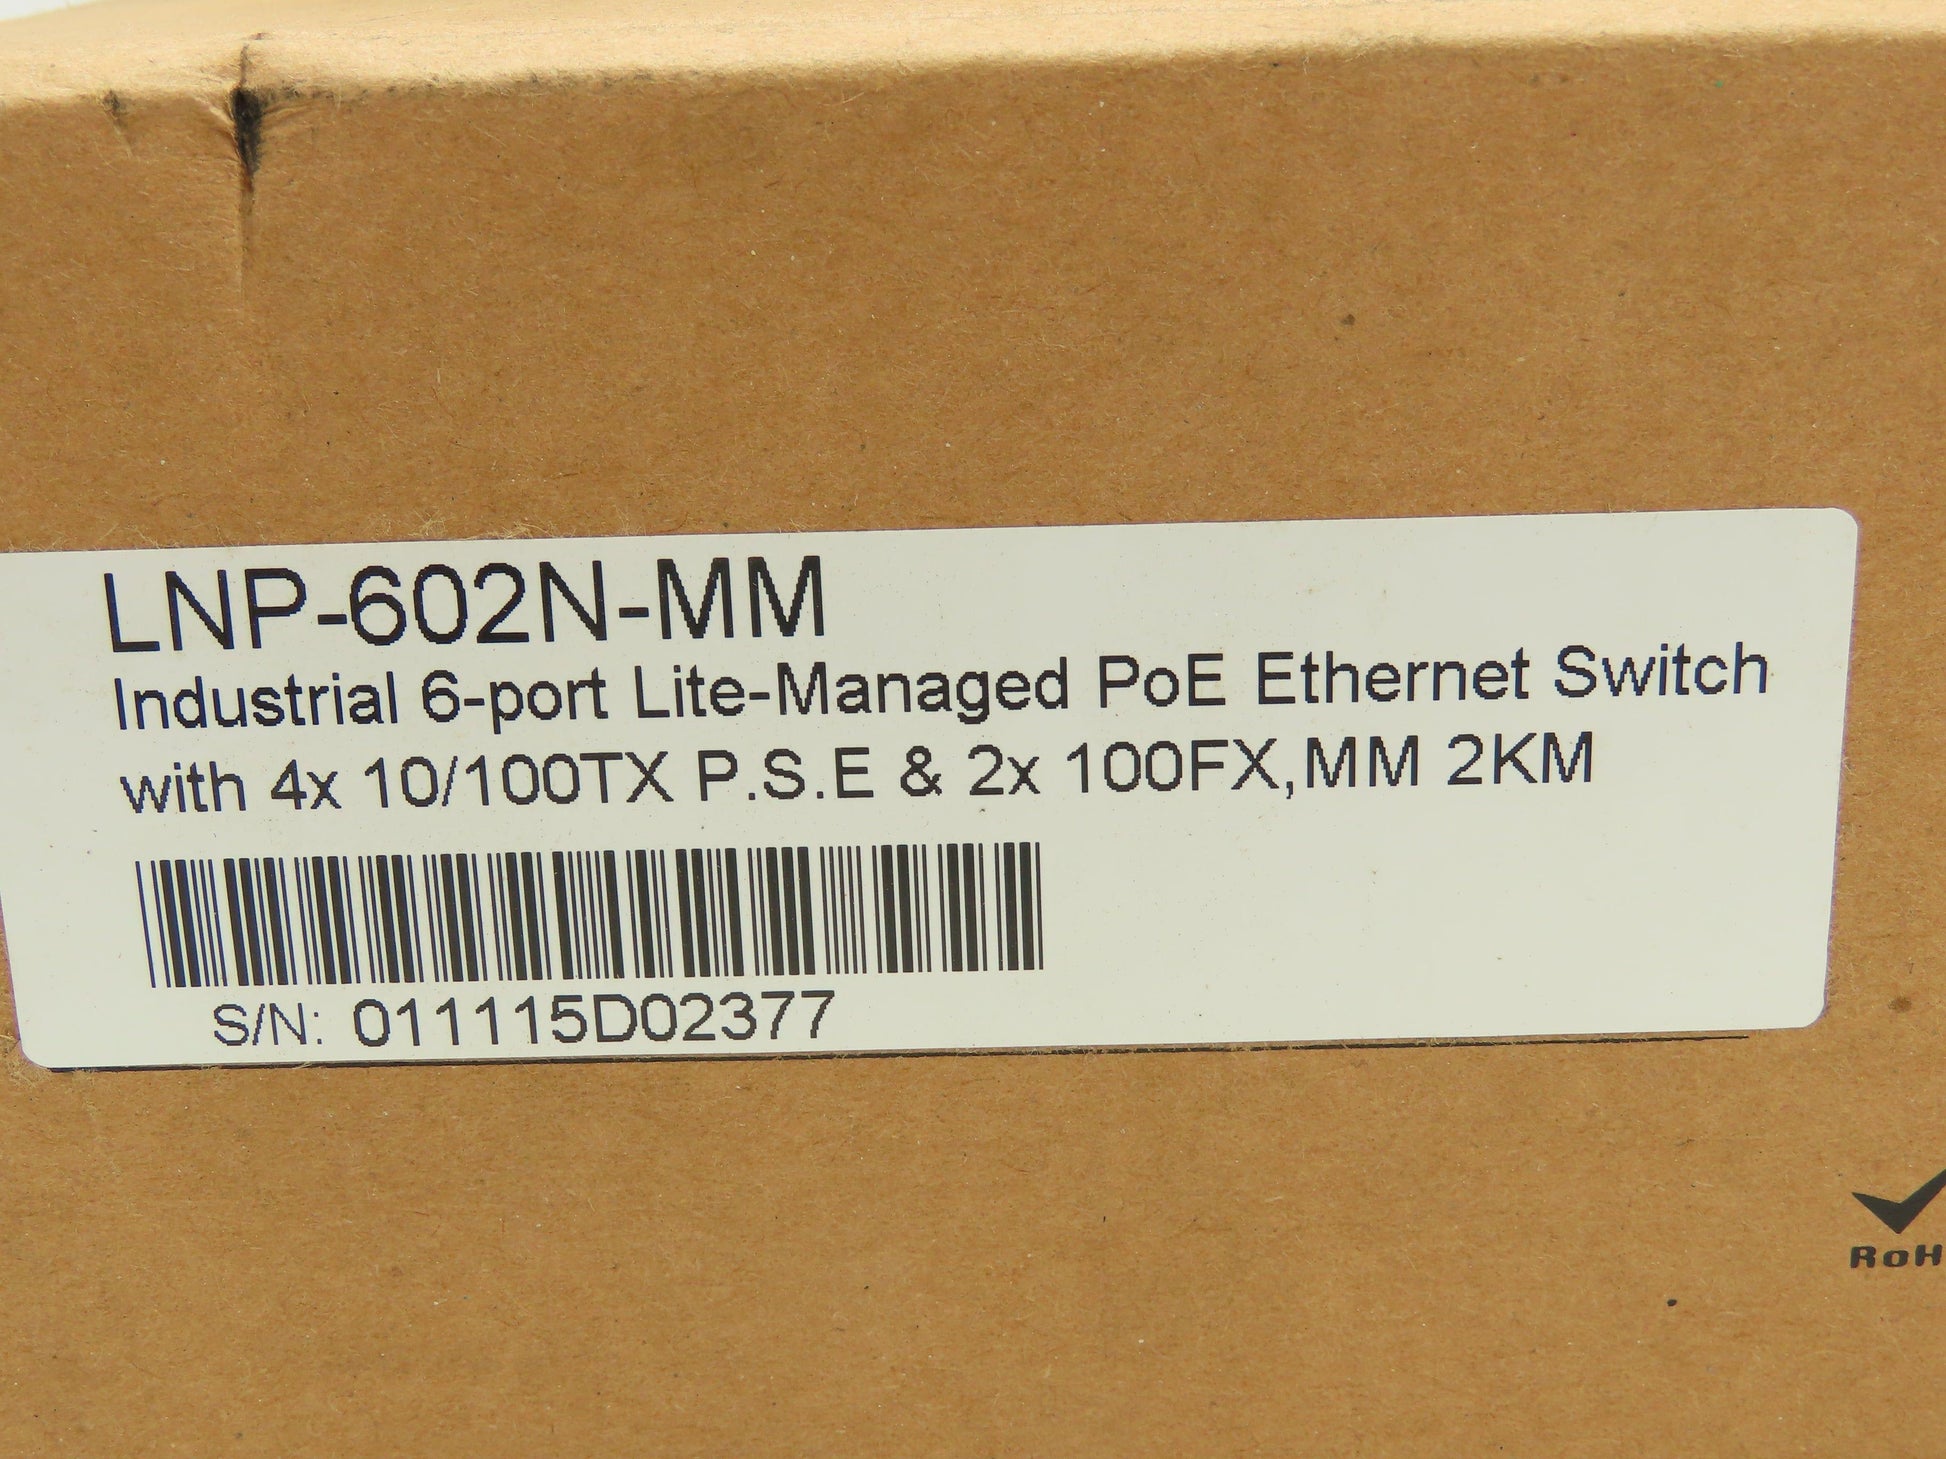 LNP-602N-MM
Industrial 6-port Lite-Managed PoE Ethernet Switch
with 4x 10/100TX P.S.E & 2x 100FX,MM 2KM
S/N: 011115D02377
RoH